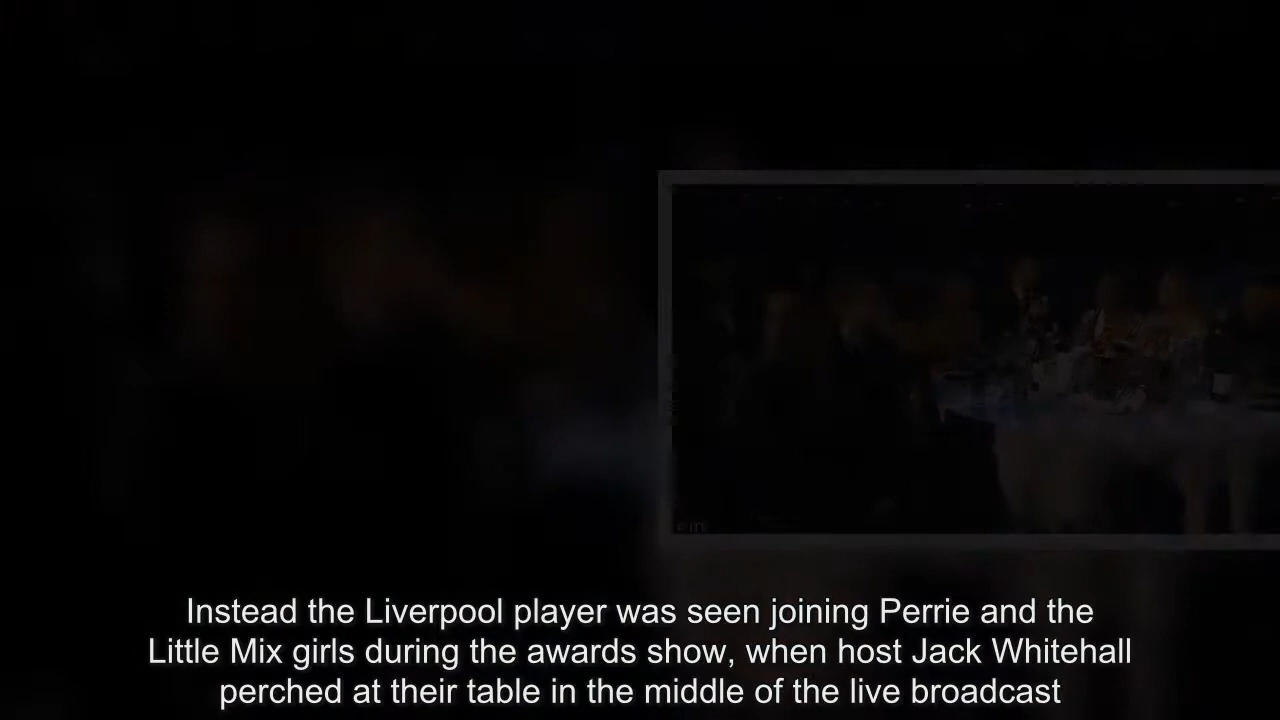 Instead the Liverpool player was seen joining Perrie and the
Little Mix girls during the awards show, when host Jack Whitehall
perched at their table in the middle of the live broadcast